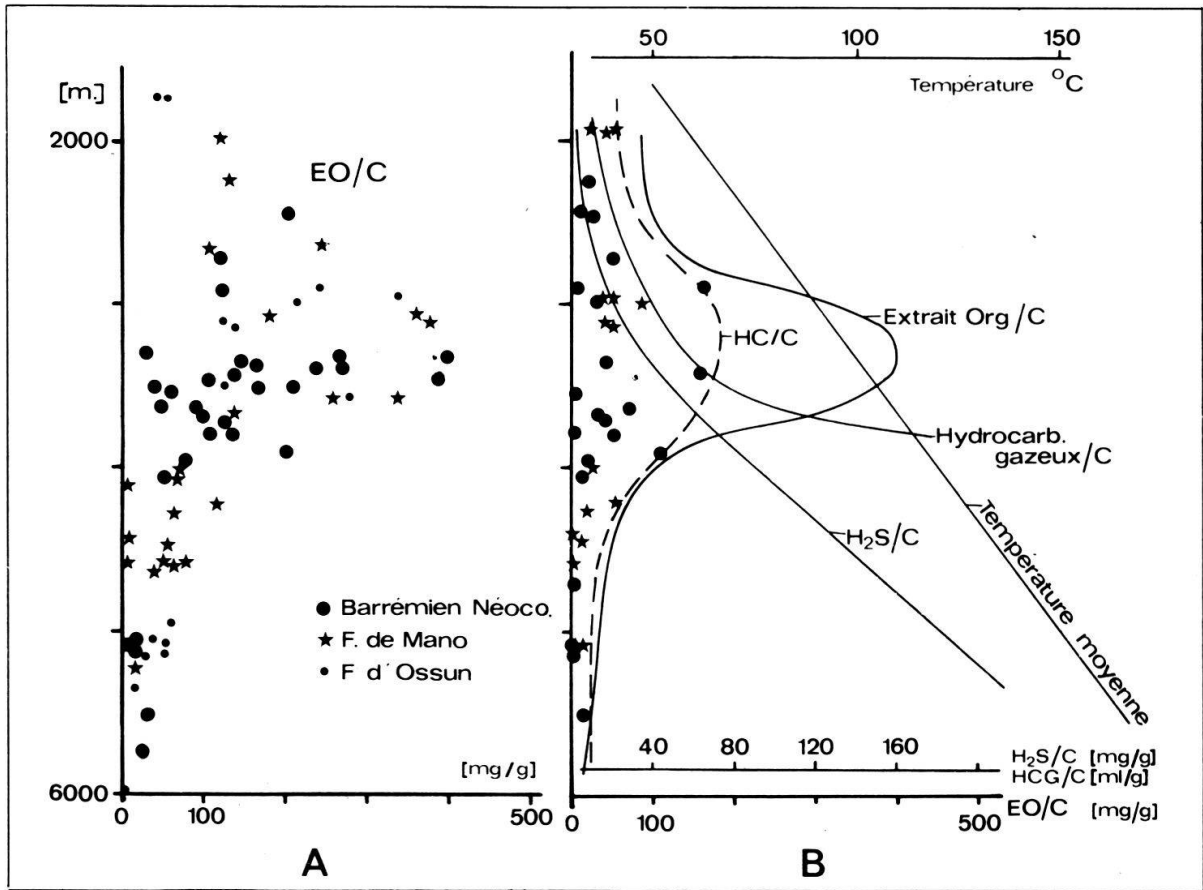 [m.]
2000
6000
EO/C
● Barrémien Néoco.
★ F. de Mano
• F d'Ossun
[mg/g]
0 100 500
A
50 100 150
Température °C
Extrait Org/C
HC/C
Hydrocarb.
gazeux/C
H₂S/C
Température moyenne
40 80 120 160
H₂S/C [mg/g]
HCG/C [ml/g]
0 100 500 EO/C [mg/g]
B